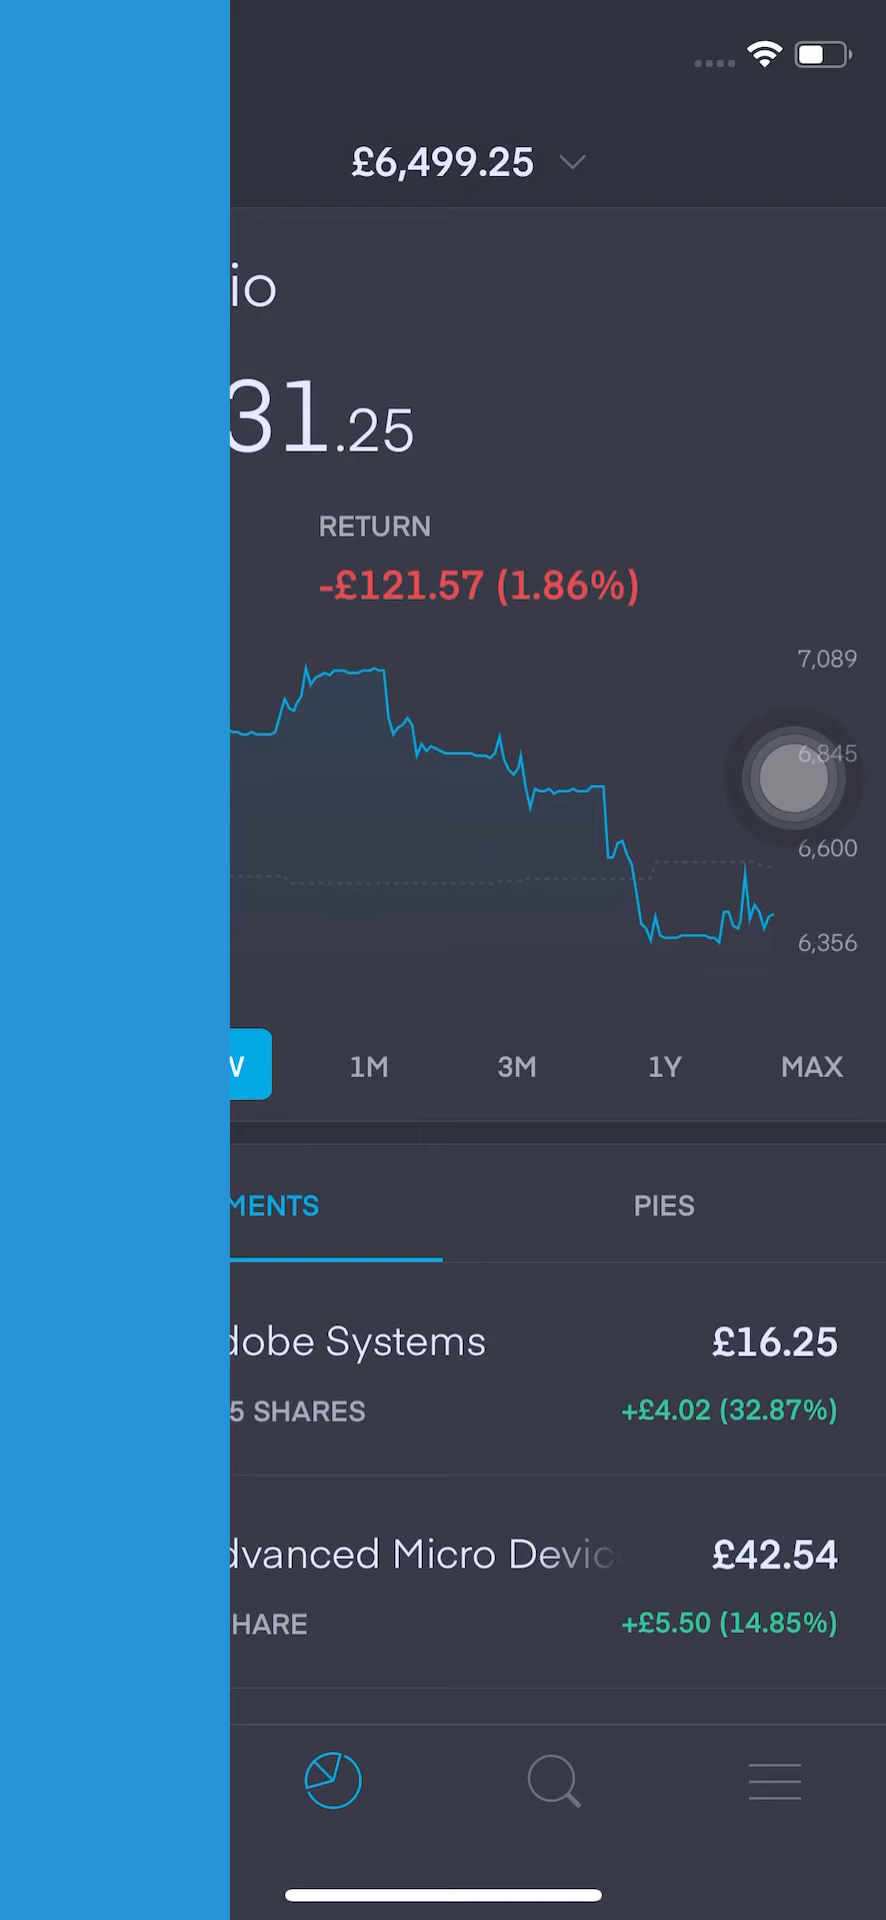 £6,499.25
io
31.25
RETURN
-£121.57 (1.86%)
7,089
6,845
6,600
6,356
W 1M 3M 1Y MAX
MENTS PIES
dobe Systems £16.25
5 SHARES +£4.02 (32.87%)
dvanced Micro Devic £42.54
HARE +£5.50 (14.85%)